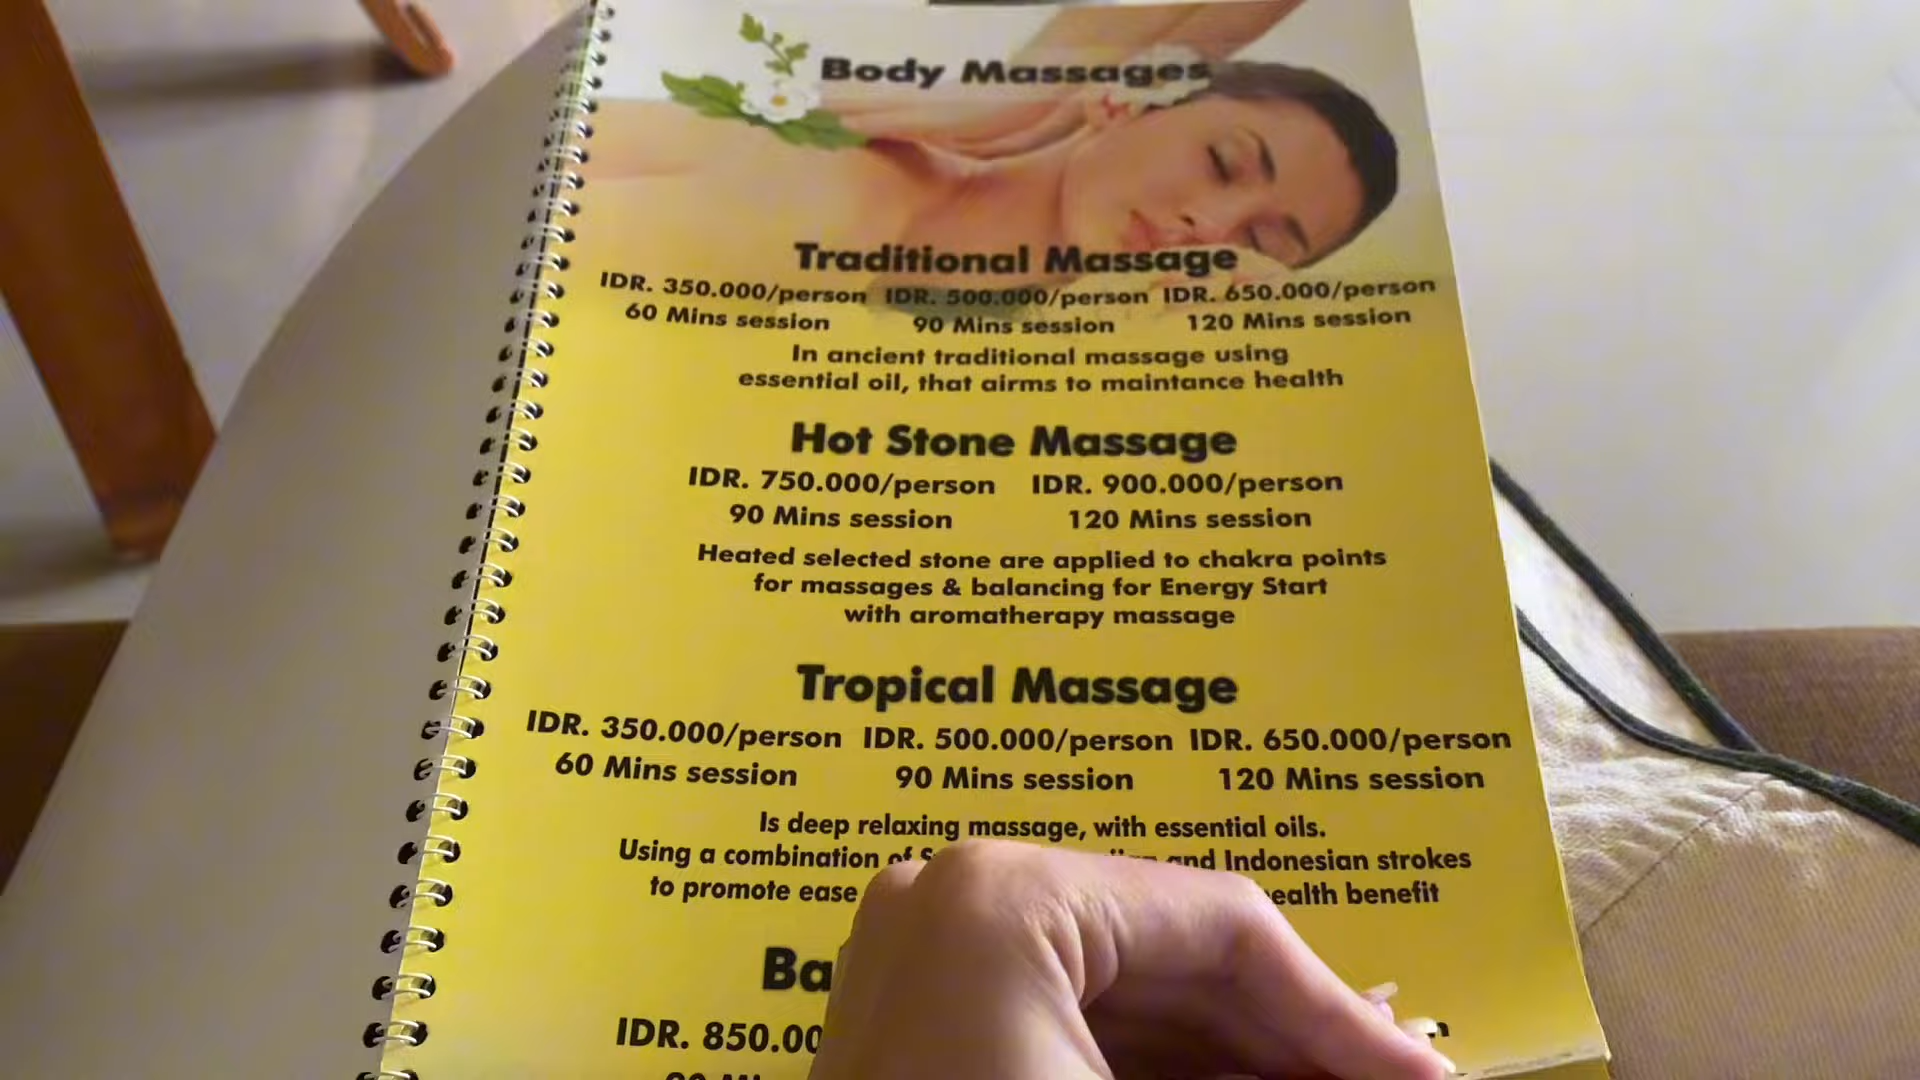 Body Massages
Traditional Massage
IDR. 350.000/person IDR. 500.000/person IDR. 650.000/person
60 Mins session 90 Mins session 120 Mins session
In ancient traditional massage using
essential oil, that airms to maintance health
Hot Stone Massage
IDR. 750.000/person IDR. 900.000/person
90 Mins session 120 Mins session
Heated selected stone are applied to chakra points
for massages & balancing for Energy Start
with aromatherapy massage
Tropical Massage
IDR. 350.000/person IDR. 500.000/person IDR. 650.000/person
60 Mins session 90 Mins session 120 Mins session
Is deep relaxing massage, with essential oils.
Using a combination of and Indonesian strokes
to promote ease benefit
IDR.